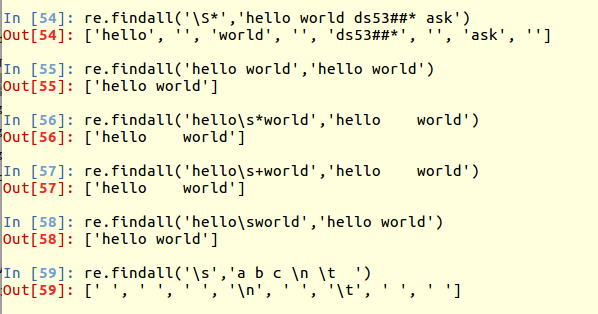 In [54]: re.findall('\S*','hello world ds53##* ask')
Out[54]: ['hello', '', 'world', '', 'ds53##*', '', 'ask', '']
In [55]: re.findall('hello world','hello world')
Out[55]: ['hello world']
In [56]: re.findall('hello\s*world','hello    world')
Out[56]: ['hello    world']
In [57]: re.findall('hello\s+world','hello    world')
Out[57]: ['hello    world']
In [58]: re.findall('hello\sworld','hello world')
Out[58]: ['hello world']
In [59]: re.findall('\s','a b c \n \t  ')
Out[59]: [' ', ' ', ' ', '\n', ' ', '\t', ' ', ' ']